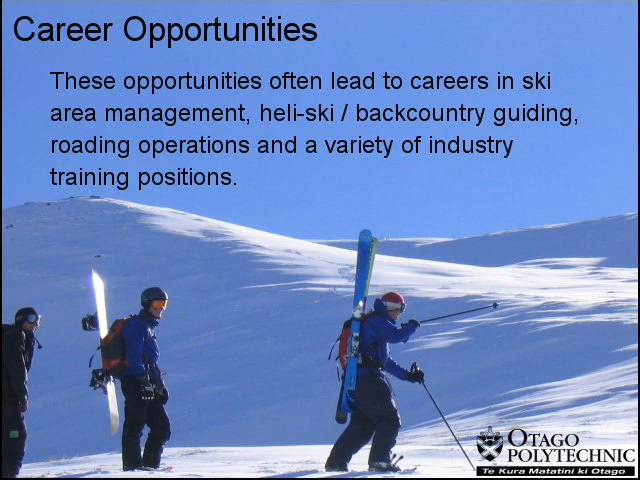 Career Opportunities
These opportunities often lead to careers in ski
area management, heli-ski / backcountry guiding,
roading operations and a variety of industry
training positions.
OTAGO
POLYTECHNIC
Te Kura Matatini ki Otago